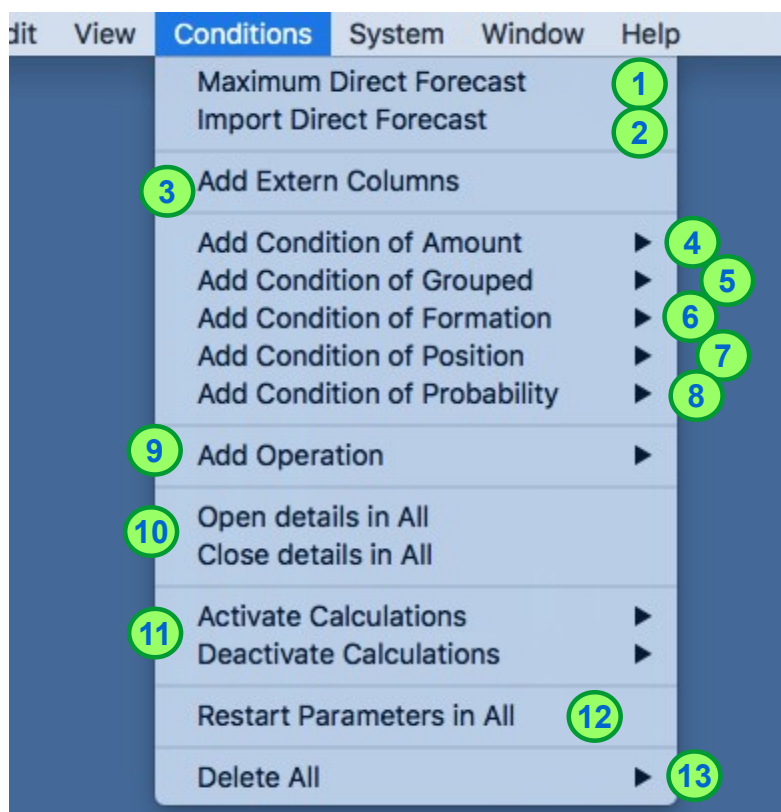 dit View Conditions System Window Help
Maximum Direct Forecast 1
Import Direct Forecast 2
3 Add Extern Columns
Add Condition of Amount ▶ 4
Add Condition of Grouped ▶ 5
Add Condition of Formation ▶ 6
Add Condition of Position ▶ 7
Add Condition of Probability ▶ 8
9 Add Operation ▶
10 Open details in All
Close details in All
11 Activate Calculations ▶
Deactivate Calculations ▶
Restart Parameters in All 12
Delete All ▶ 13